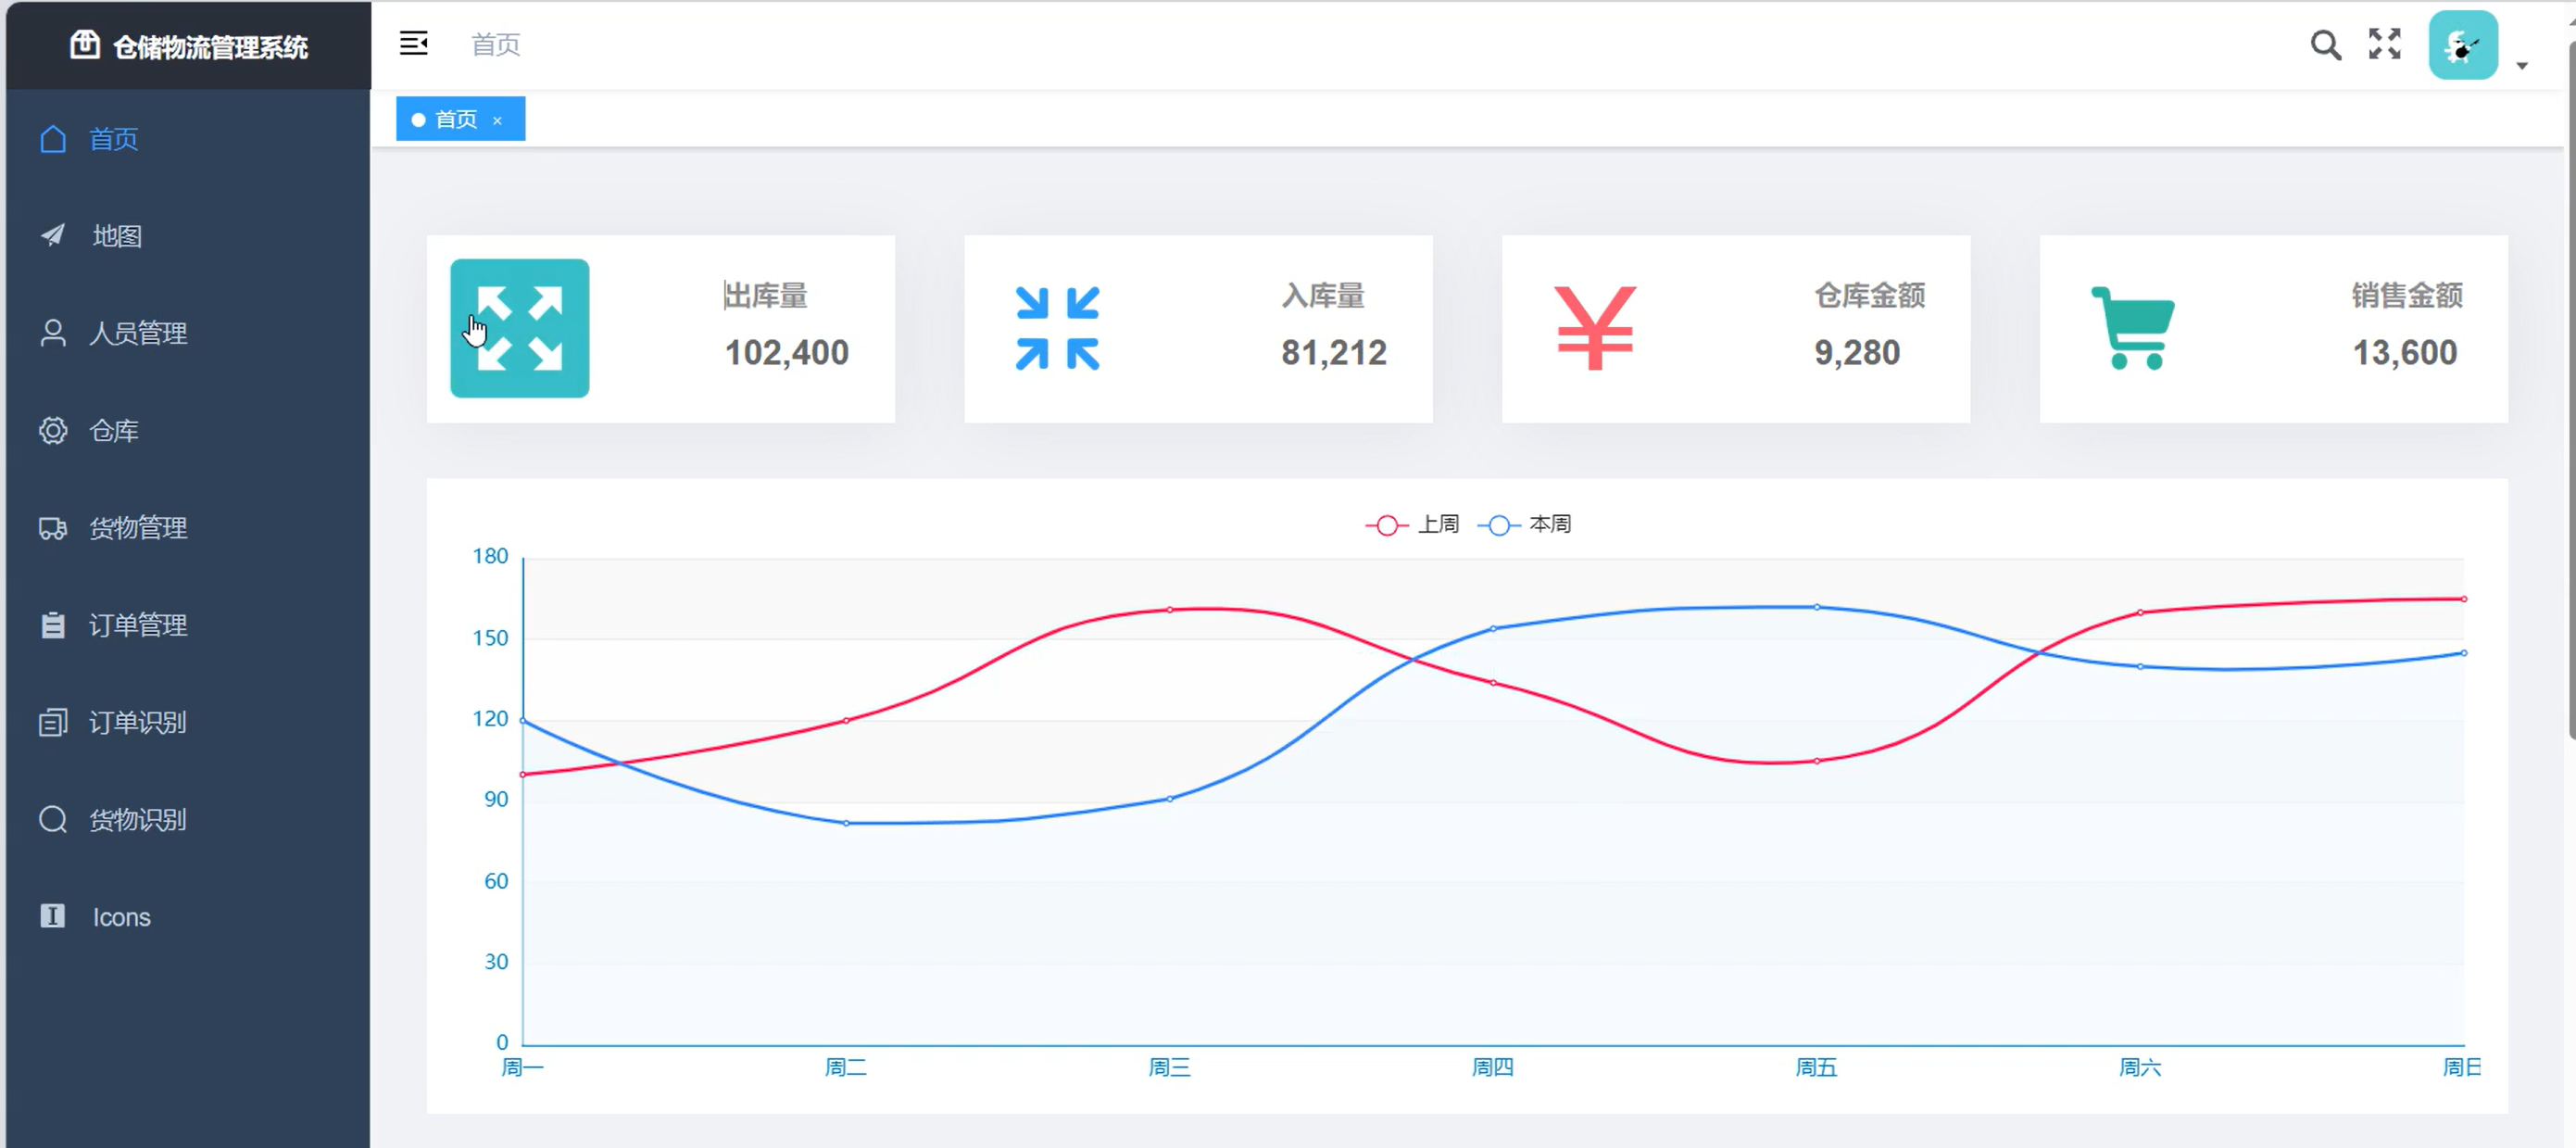 仓储物流管理系统
首页
首页 ×
首页
地图
人员管理
仓库
货物管理
订单管理
订单识别
货物识别
Icons
出库量
102,400
入库量
81,212
仓库金额
9,280
销售金额
13,600
上周 本周
180
150
120
90
60
30
0
周一 周二 周三 周四 周五 周六 周日